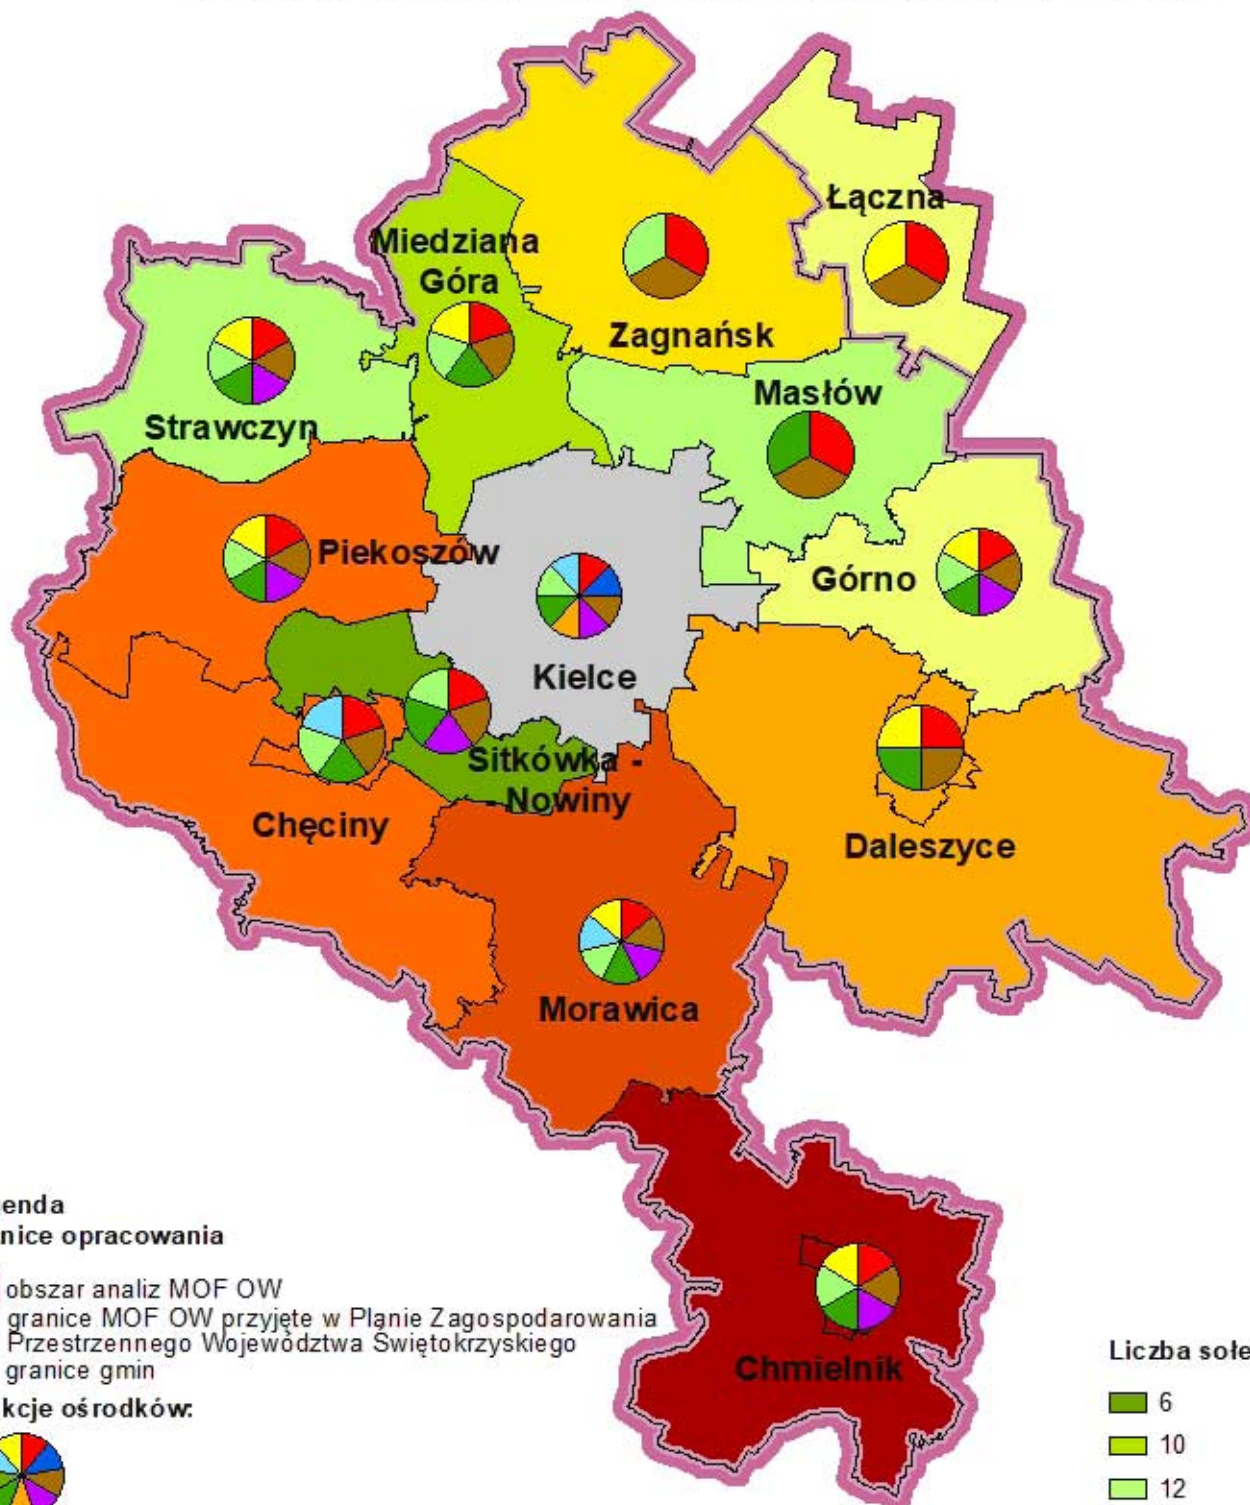 Łączna
Miedziana
Góra
Zagnańsk
Masłów
Strawczyn
Piekoszów
Górno
Kielce
Sitkówka -
- Nowiny
Chęciny
Daleszyce
Morawica
Chmielnik
enda
nice opracowania
obszar analiz MOF OW
granice MOF OW przyjęte w Planie Zagospodarowania
Przestrzennego Województwa Świętokrzyskiego
granice gmin
kcje ośrodków:
Liczba sołe
6
10
12